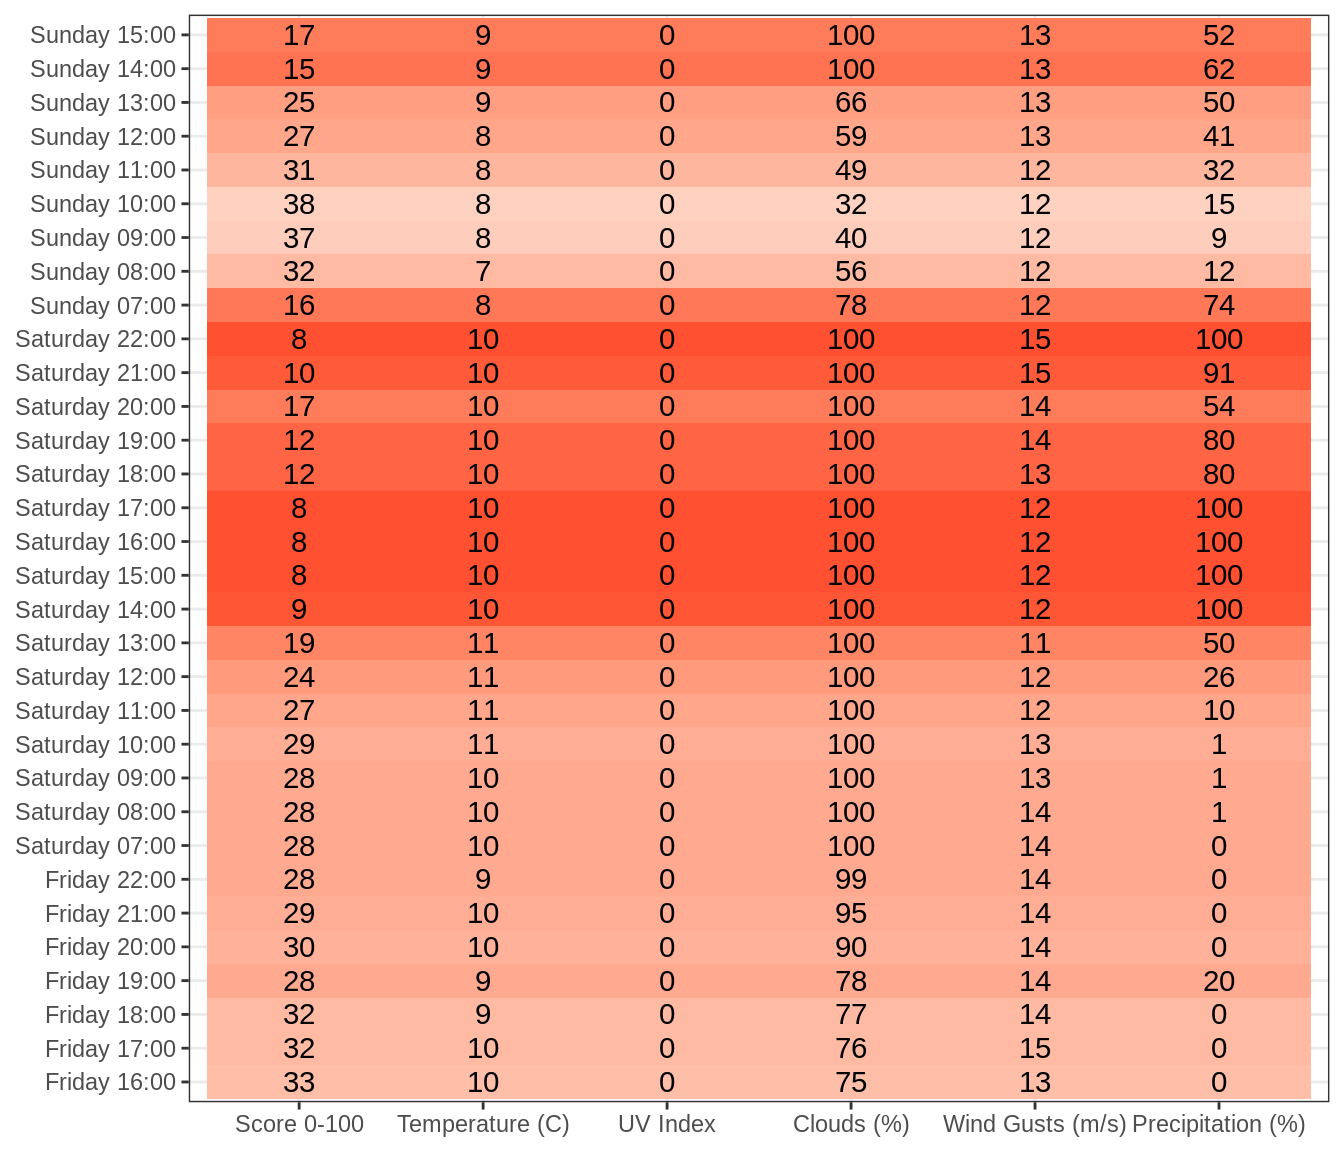 Sunday 15:00 17 9 0 100 13 52
Sunday 14:00 15 9 0 100 13 62
Sunday 13:00 25 9 0 66 13 50
Sunday 12:00 27 8 0 59 13 41
Sunday 11:00 31 8 0 49 12 32
Sunday 10:00 38 8 0 32 12 15
Sunday 09:00 37 8 0 40 12 9
Sunday 08:00 32 7 0 56 12 12
Sunday 07:00 16 8 0 78 12 74
Saturday 22:00 8 10 0 100 15 100
Saturday 21:00 10 10 0 100 15 91
Saturday 20:00 17 10 0 100 14 54
Saturday 19:00 12 10 0 100 14 80
Saturday 18:00 12 10 0 100 13 80
Saturday 17:00 8 10 0 100 12 100
Saturday 16:00 8 10 0 100 12 100
Saturday 15:00 8 10 0 100 12 100
Saturday 14:00 9 10 0 100 12 100
Saturday 13:00 19 11 0 100 11 50
Saturday 12:00 24 11 0 100 12 26
Saturday 11:00 27 11 0 100 12 10
Saturday 10:00 29 11 0 100 13 1
Saturday 09:00 28 10 0 100 13 1
Saturday 08:00 28 10 0 100 14 1
Saturday 07:00 28 10 0 100 14 0
Friday 22:00 28 9 0 99 14 0
Friday 21:00 29 10 0 95 14 0
Friday 20:00 30 10 0 90 14 0
Friday 19:00 28 9 0 78 14 20
Friday 18:00 32 9 0 77 14 0
Friday 17:00 32 10 0 76 15 0
Friday 16:00 33 10 0 75 13 0
Score 0-100 Temperature (C) UV Index Clouds (%) Wind Gusts (m/s) Precipitation (%)